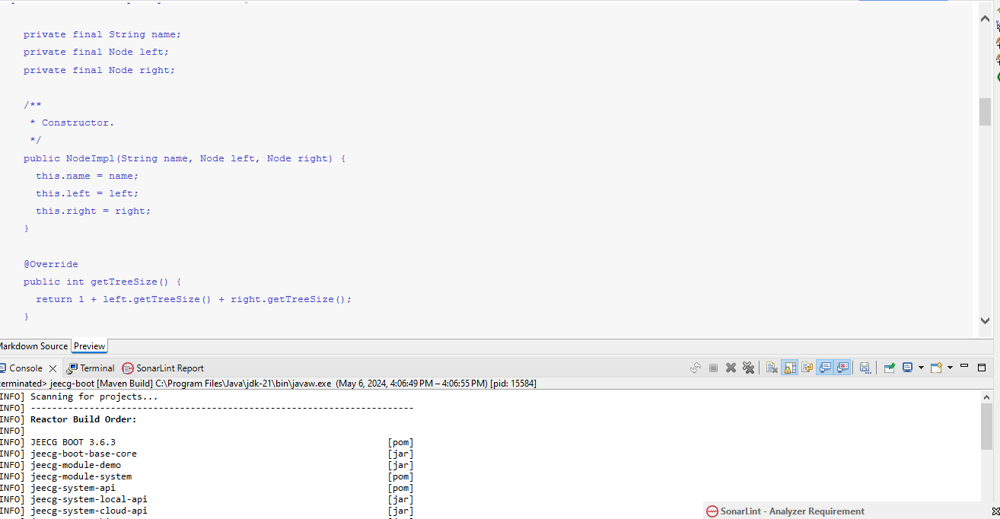 private final String name;
private final Node left;
private final Node right;
/**
* Constructor.
*/
public NodeImpl(String name, Node left, Node right) {
this.name = name;
this.left = left;
this.right = right;
}
@Override
public int getTreeSize() {
return 1 + left.getTreeSize() + right.getTreeSize();
}
Markdown Source Preview
Console Terminal SonarLint Report
terminated> jeecg-boot [Maven Build] C:\Program Files\Java\jdk-21\bin\javaw.exe (May 6, 2024, 4:06:49 PM – 4:06:55 PM) [pid: 15584]
INFO] Scanning for projects...
INFO] ------------------------------------------------------------------------
INFO] Reactor Build Order:
INFO]
INFO] JEECG BOOT 3.6.3 [pom]
INFO] jeecg-boot-base-core [jar]
INFO] jeecg-module-demo [jar]
INFO] jeecg-module-system [pom]
INFO] jeecg-system-api [pom]
INFO] jeecg-system-local-api [jar]
INFO] jeecg-system-cloud-api [jar]
SonarLint - Analyzer Requirement